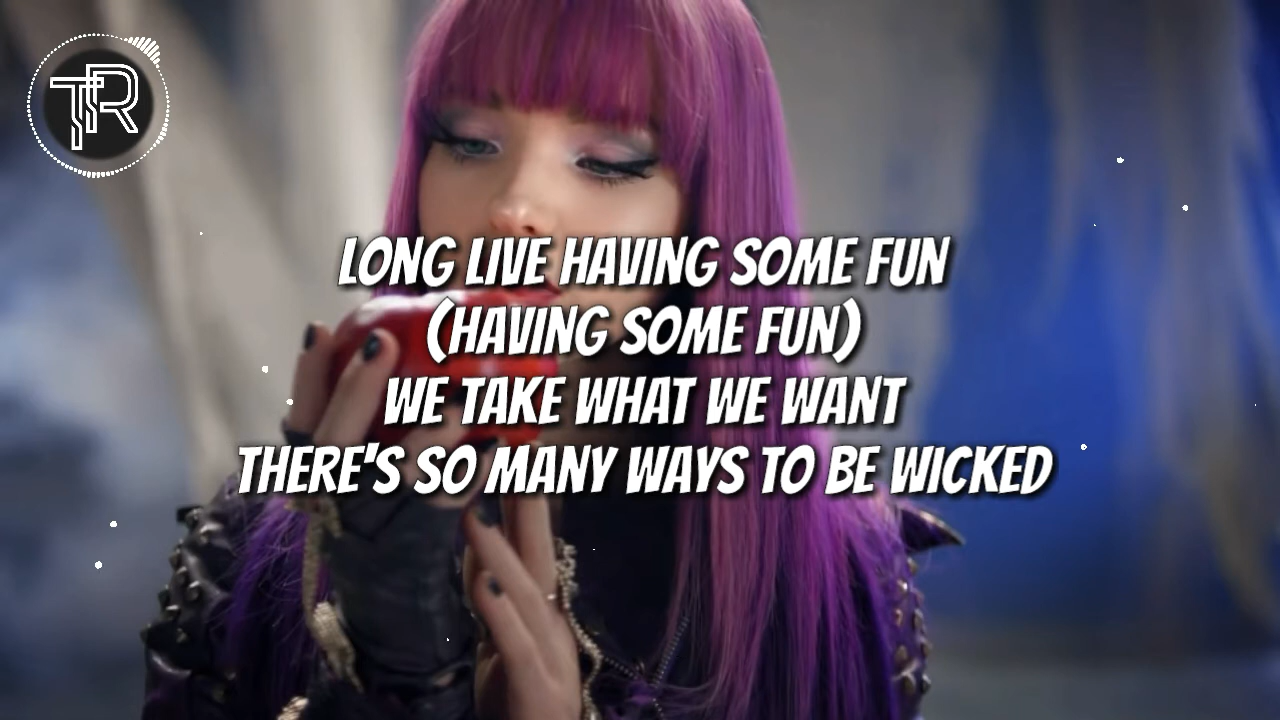 TR
LONG LIVE HAVING SOME FUN
(HAVING SOME FUN)
WE TAKE WHAT WE WANT
THERE'S SO MANY WAYS TO BE WICKED